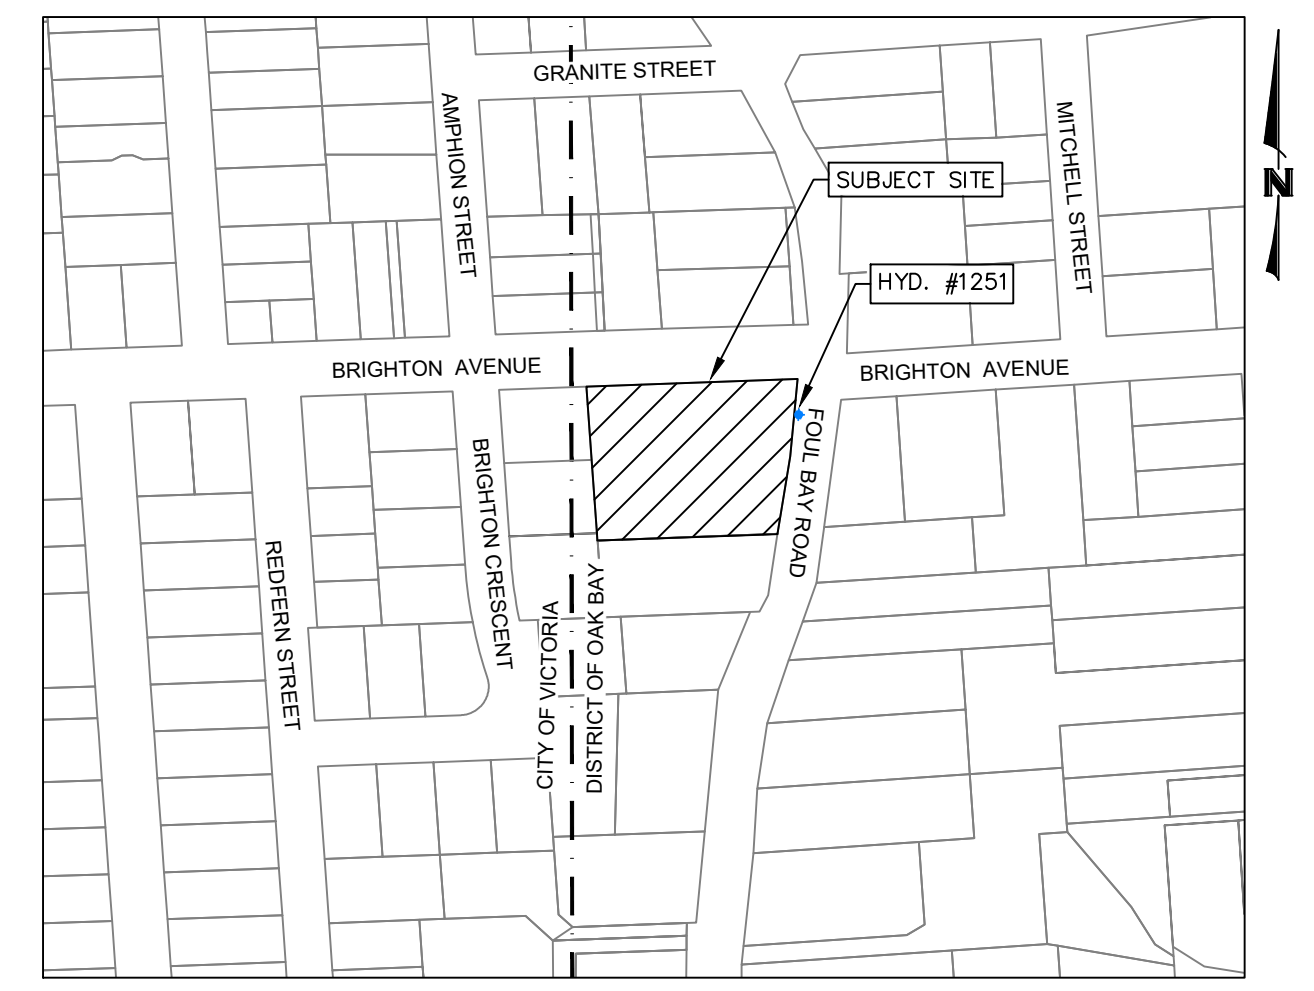 GRANITE STREET
AMPHION STREET
MITCHELL STREET
SUBJECT SITE
N
HYD. #1251
BRIGHTON AVENUE
BRIGHTON AVENUE
FOUL BAY ROAD
BRIGHTON CRESCENT
REDFERN STREET
CITY OF VICTORIA
DISTRICT OF OAK BAY